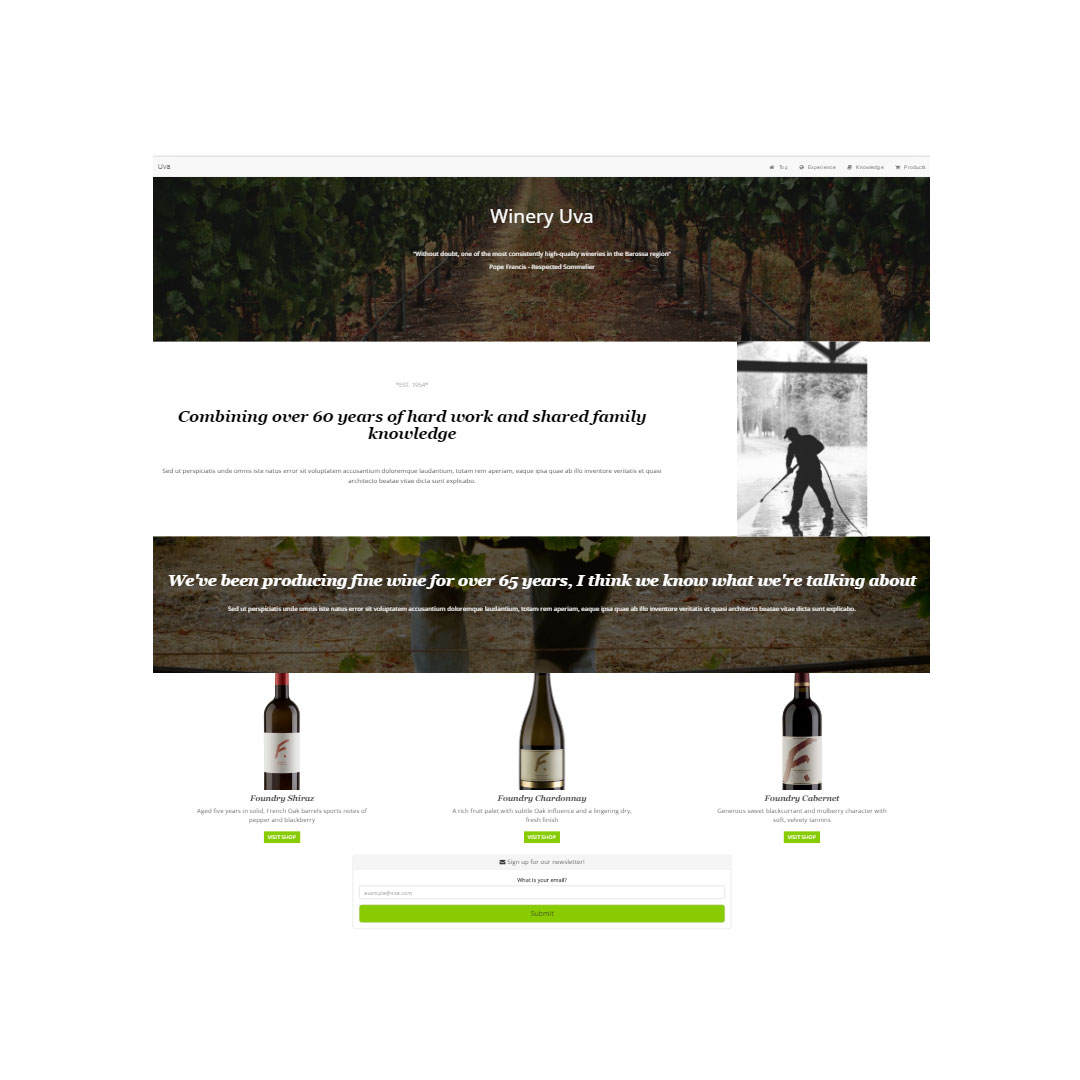 Uva
Top
Experience
Knowledge
Products
Winery Uva
"Without doubt, one of the most consistently high-quality wineries in the Barossa region"
Pope Francis - Respected Sommelier
*EST. 1954*
Combining over 60 years of hard work and shared family
knowledge
Sed ut perspiciatis unde omnis iste natus error sit voluptatem accusantium doloremque laudantium, totam rem aperiam, eaque ipsa quae ab illo inventore veritatis et quasi
architecto beatae vitae dicta sunt explicabo.
We've been producing fine wine for over 65 years, I think we know what we're talking about
Sed ut perspiciatis unde omnis iste natus error sit voluptatem accusantium doloremque laudantium, totam rem aperiam, eaque ipsa quae ab illo inventore veritatis et quasi architecto beatae vitae dicta sunt explicabo.
F.
F.
F
Foundry Shiraz
Aged five years in solid, French Oak barrels sports notes of
pepper and blackberry
VISIT SHOP
Foundry Chardonnay
A rich fruit palet with subtle Oak influence and a lingering dry,
fresh finish
VISIT SHOP
Foundry Cabernet
Generous sweet blackcurrant and mulberry character with
soft, velvety tannins
VISIT SHOP
Sign up for our newsletter!
What is your email?
example@site.com
Submit